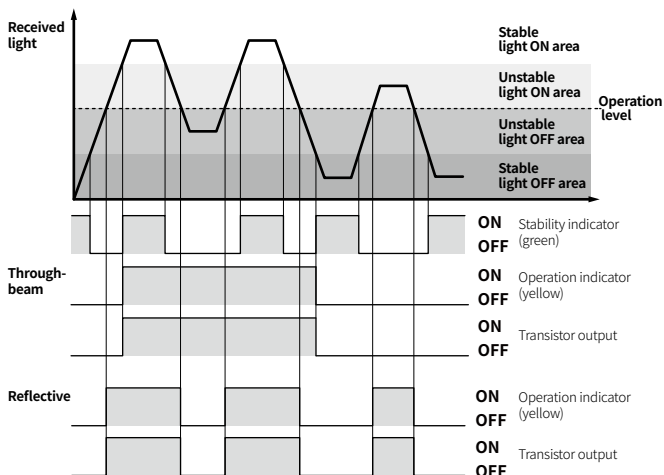 Received
light
Stable
light ON area
Unstable
light ON area
Operation
level
Unstable
light OFF area
Stable
light OFF area
ON
OFF
Stability indicator
(green)
Through-
beam
ON
OFF
Operation indicator
(yellow)
ON
OFF
Transistor output
Reflective
ON
OFF
Operation indicator
(yellow)
ON
OFF
Transistor output